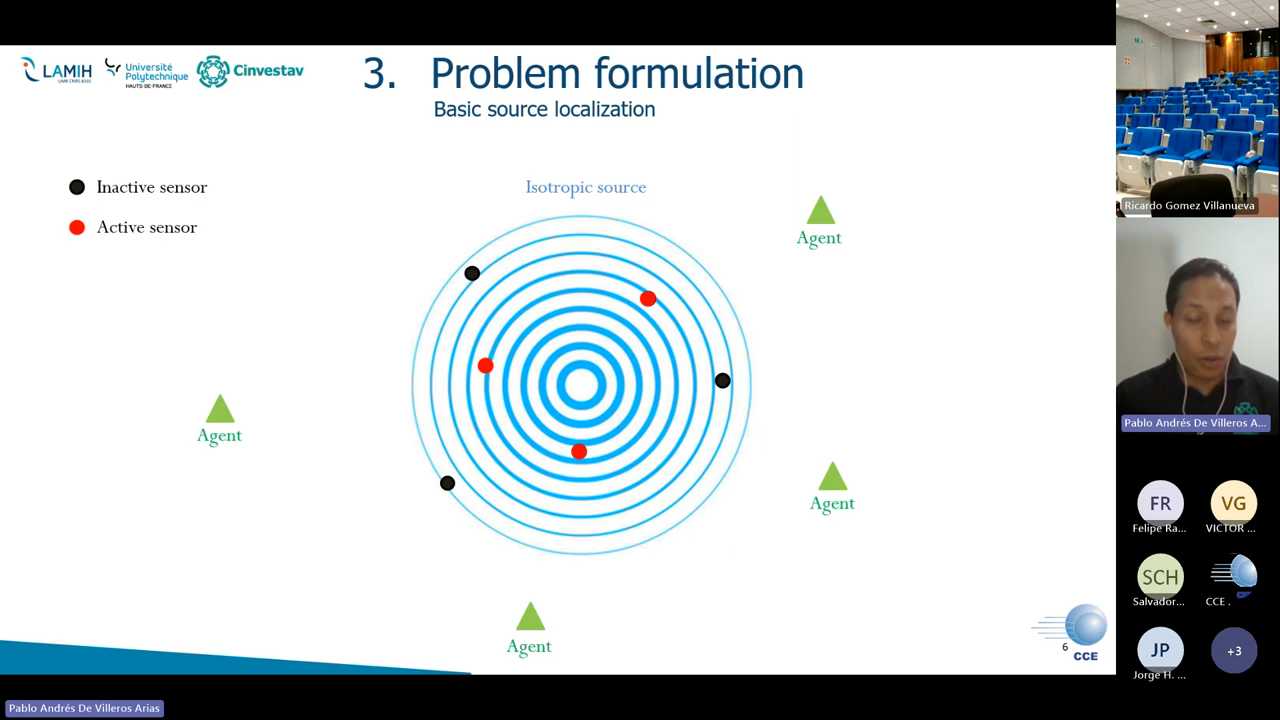 LAMIH
Université
Polytechnique
HAUTS-DE-FRANCE
Cinvestav
3. Problem formulation
Basic source localization
Inactive sensor
Active sensor
Isotropic source
Agent
Agent
Agent
Agent
6
CCE
Pablo Andrés De Villeros Arias
Ricardo Gomez Villanueva
Pablo Andrés De Villeros A...
FR
Felipe Ra...
VG
VICTOR ...
SCH
Salvador...
CCE .
JP
Jorge H. ...
+3